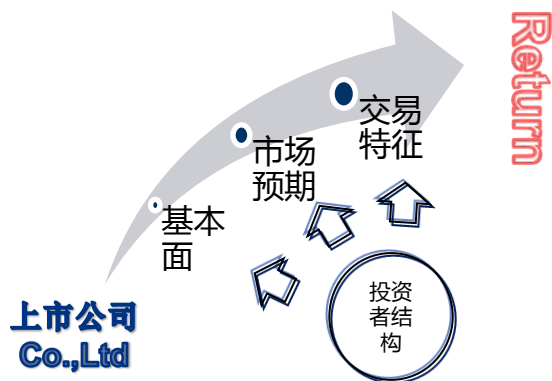 Return
交易
特征
市场
预期
基本
面
投资
者结
构
上市公司
Co.,Ltd